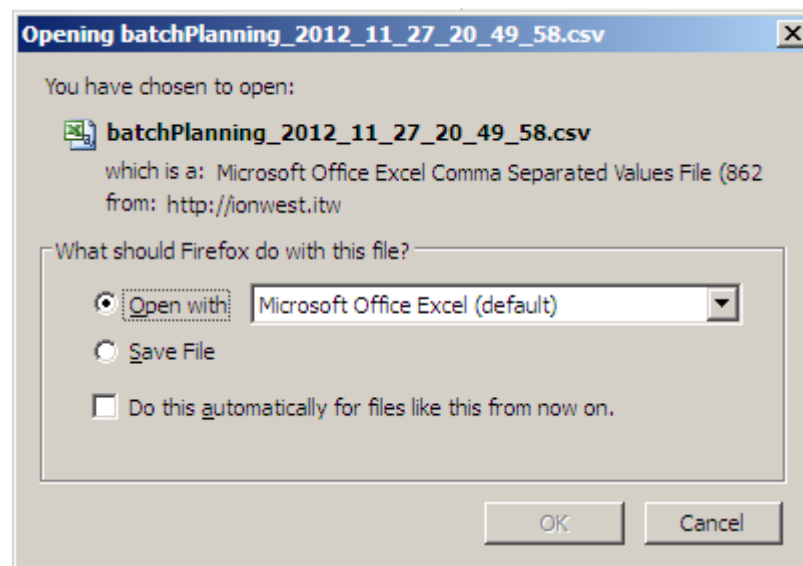 Opening batchPlanning_2012_11_27_20_49_58.csv
You have chosen to open:
batchPlanning_2012_11_27_20_49_58.csv
which is a: Microsoft Office Excel Comma Separated Values File (862
from: http://ionwest.itw
What should Firefox do with this file?
Open with Microsoft Office Excel (default)
Save File
Do this automatically for files like this from now on.
OK Cancel